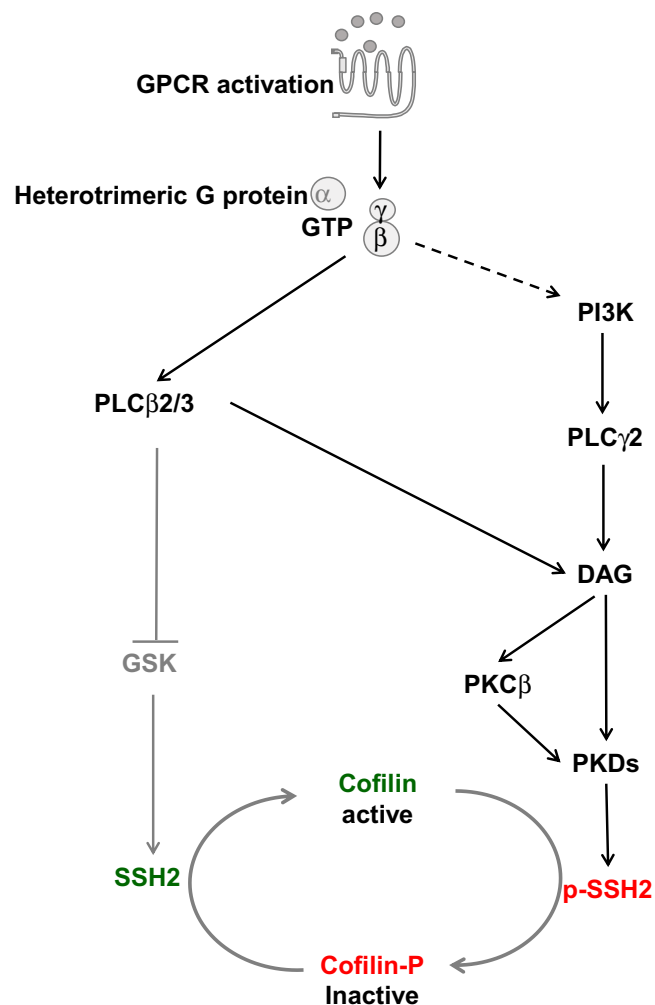 GPCR activation
Heterotrimeric G protein α
GTP
γ
β
PI3K
PLCβ2/3
PLCγ2
DAG
GSK
PKCβ
PKDs
Cofilin
active
SSH2
p-SSH2
Cofilin-P
Inactive